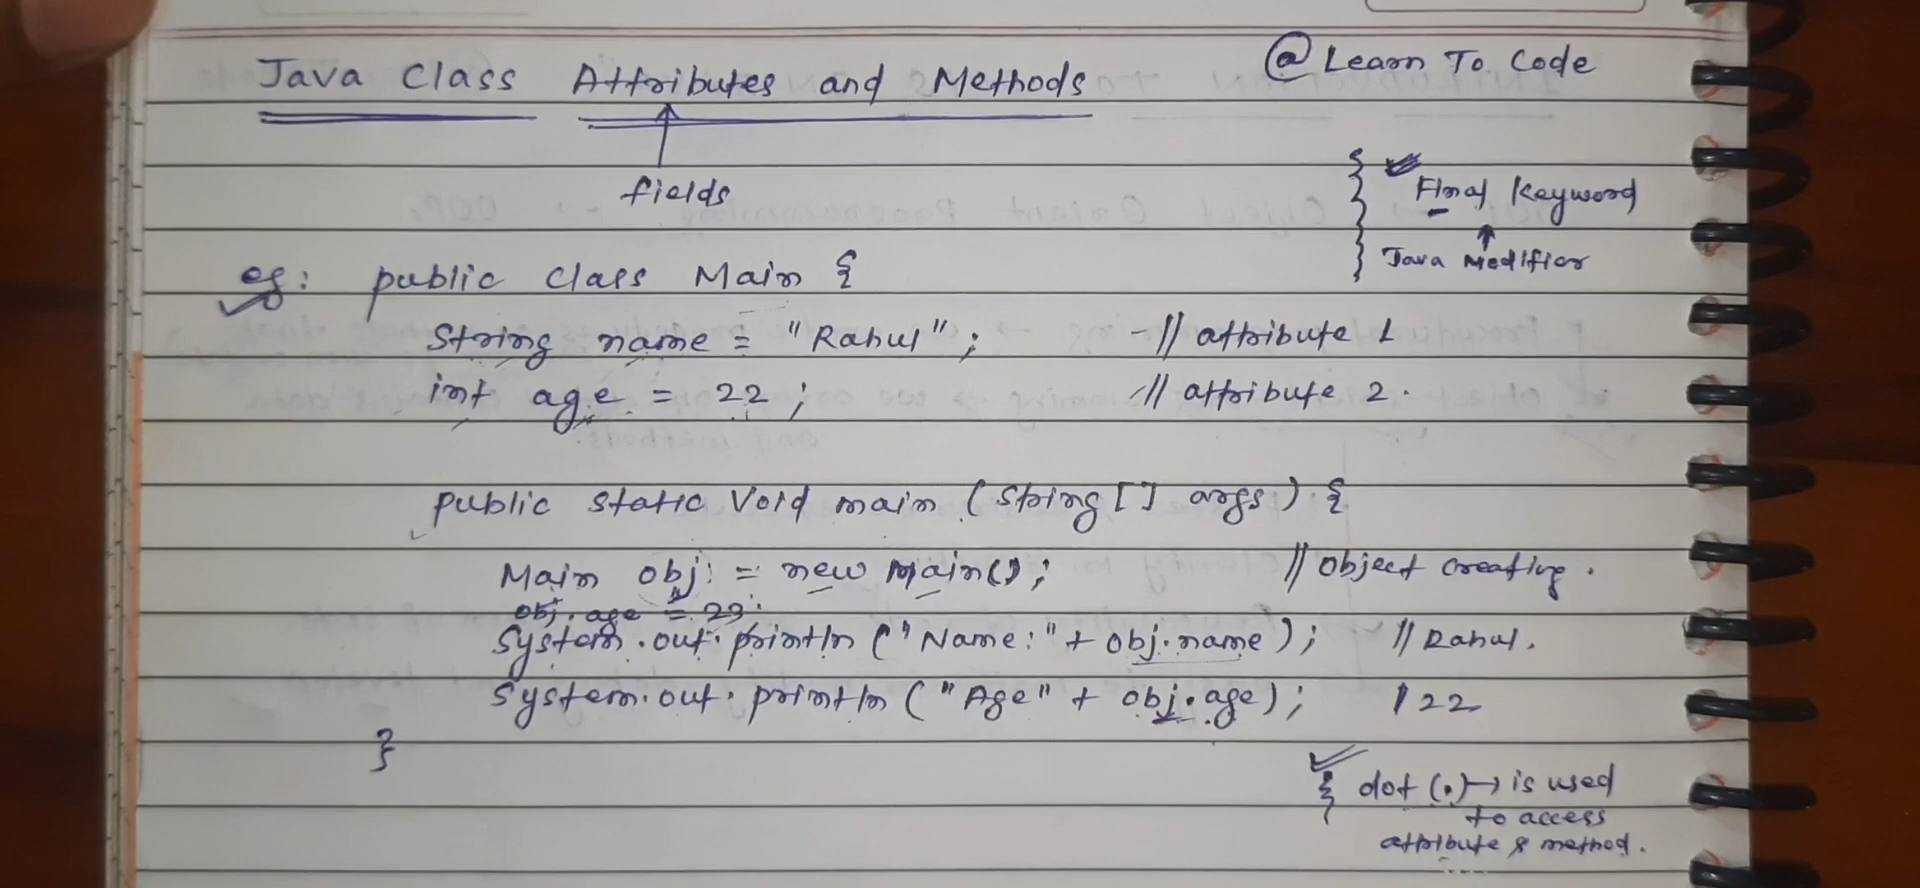 Java Class Attributes and Methods
@ Learn To Code
fields
Final Keyword
Java Modifier
eg: public class Main {
String name = "Rahul"; // attribute 1
int age = 22; // attribute 2.
public static void main (String [] args) {
Main obj = new Main(); // object creating.
obj.age = 23;
System.out.println ("Name:" + obj.name); // Rahul.
System.out.println ("Age" + obj.age); / 22
}
dot (.) → is used
to access
attribute & method.